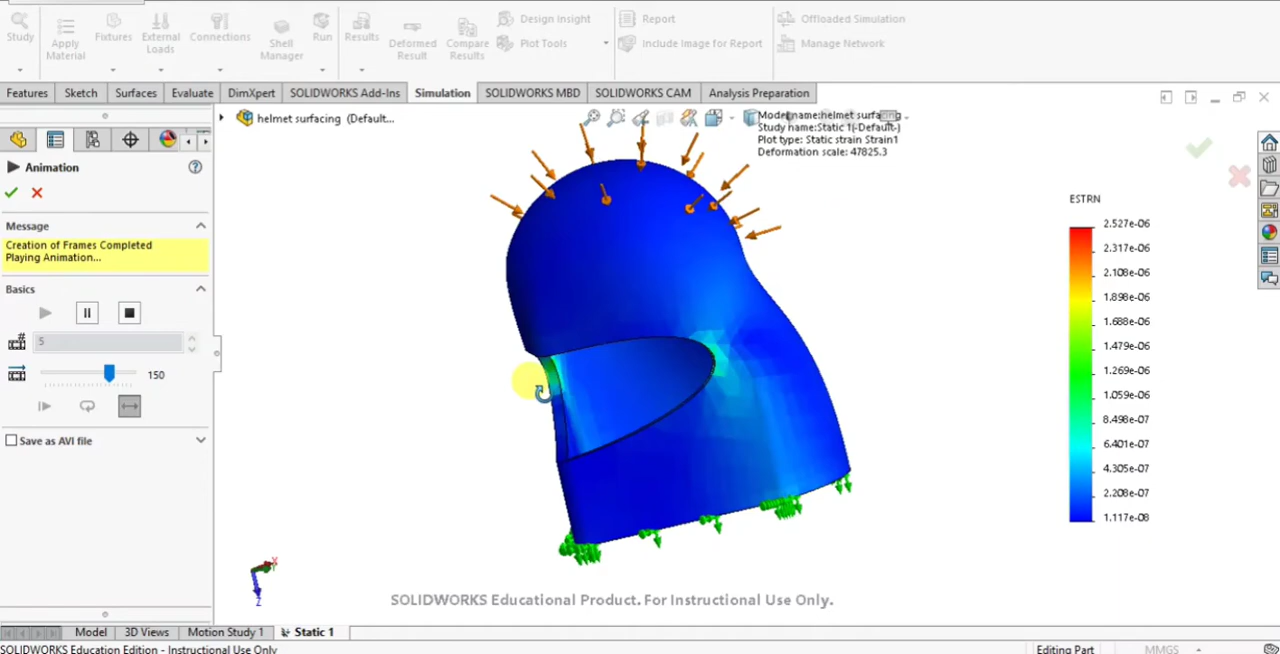 Study
Apply Material
Fixtures
External Loads
Connections
Shell Manager
Run
Results
Deformed Result
Compare Results
Design Insight
Plot Tools
Report
Include Image for Report
Offloaded Simulation
Manage Network
Features
Sketch
Surfaces
Evaluate
DimXpert
SOLIDWORKS Add-Ins
Simulation
SOLIDWORKS MBD
SOLIDWORKS CAM
Analysis Preparation
helmet surfacing (Default...
Model name:helmet surfacing
Study name:Static 1(-Default-)
Plot type: Static strain Strain1
Deformation scale: 47825.3
Animation
Message
Creation of Frames Completed
Playing Animation...
Basics
5
150
Save as AVI file
ESTRN
2.527e-06
2.317e-06
2.108e-06
1.898e-06
1.688e-06
1.479e-06
1.269e-06
1.059e-06
8.498e-07
6.401e-07
4.305e-07
2.208e-07
1.117e-08
X
Z
SOLIDWORKS Educational Product. For Instructional Use Only.
Model
3D Views
Motion Study 1
Static 1
SOLIDWORKS Education Edition - Instructional Use Only
Editing Part
MMGS